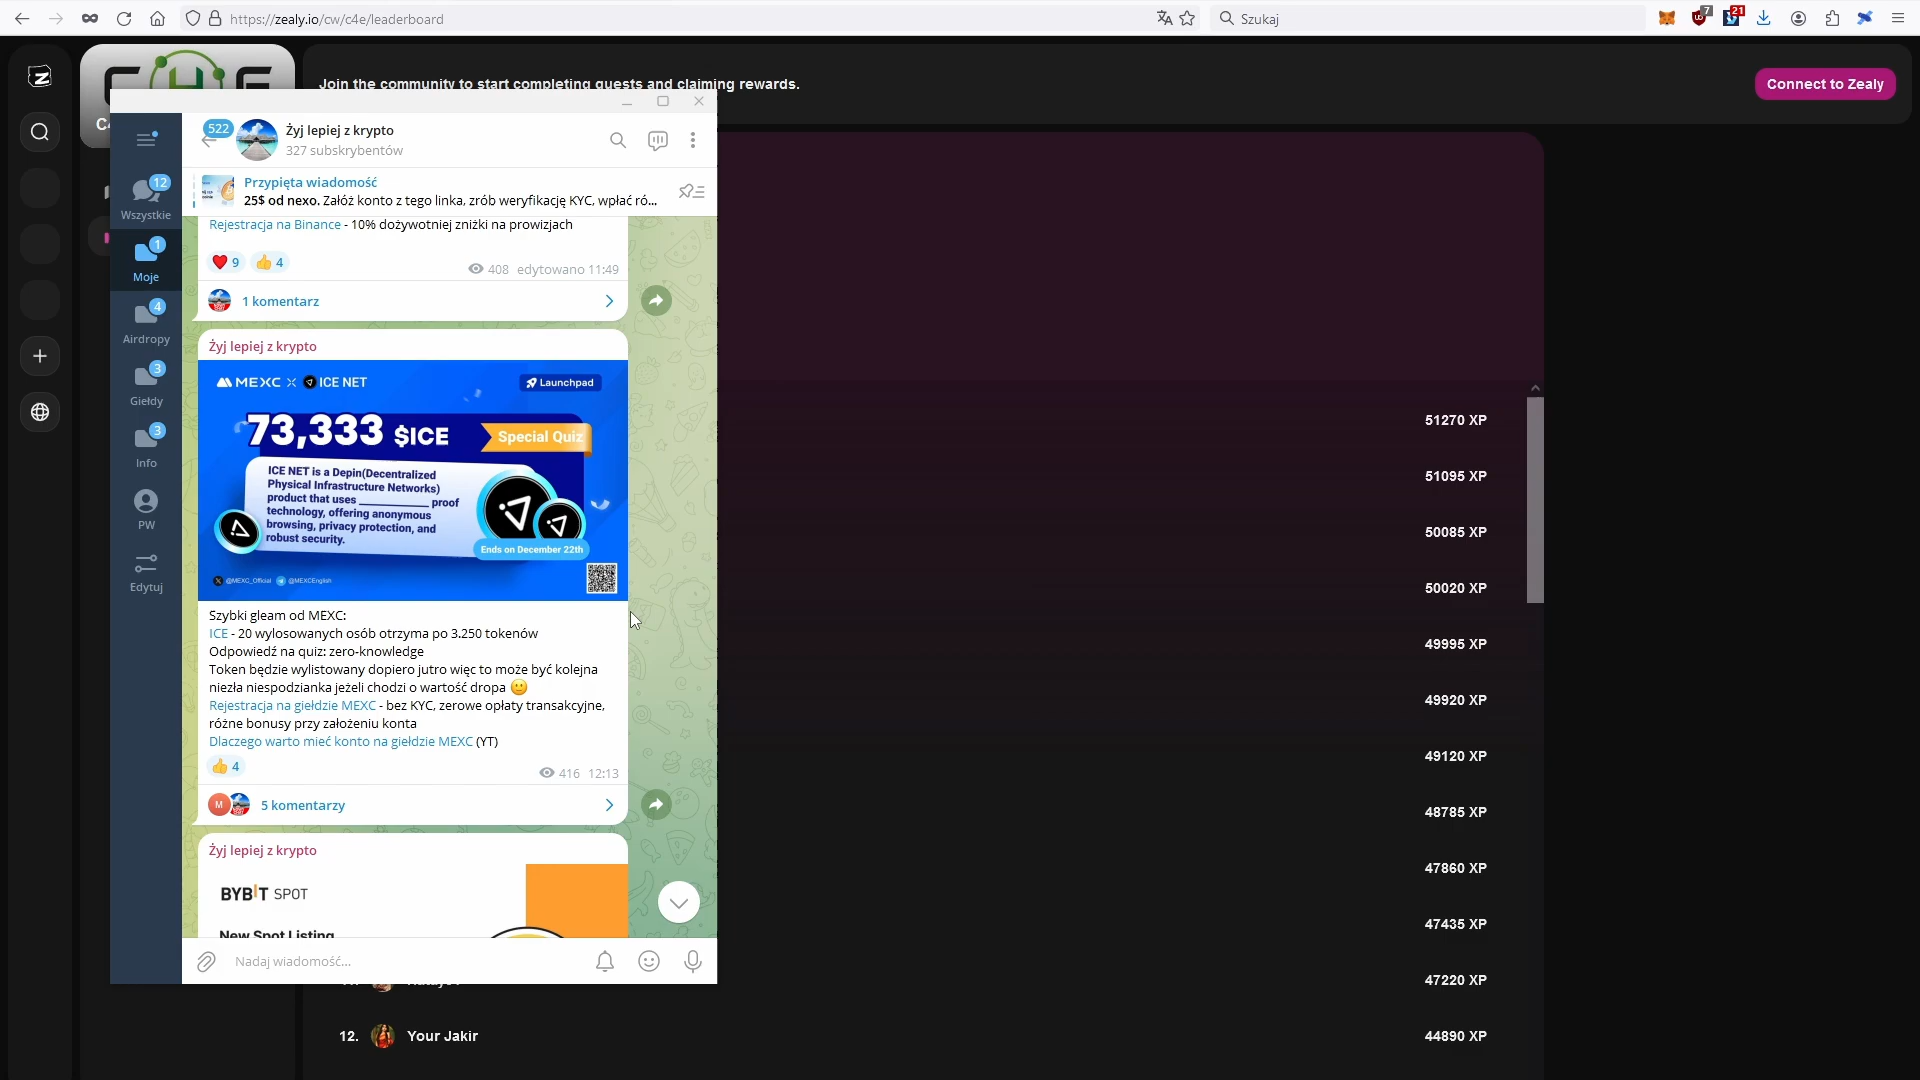 https://zealy.io/cw/c4e/leaderboard
Szukaj
7
21
Join the community to start completing quests and claiming rewards.
Connect to Zealy
522
Żyj lepiej z krypto
327 subskrybentów
12
Wszystkie
1
Moje
4
Airdropy
3
Giełdy
3
Info
PW
Edytuj
Przypięta wiadomość
25$ od nexo. Załóż konto z tego linka, zrób weryfikację KYC, wpłać ró...
Rejestracja na Binance - 10% dożywotniej zniżki na prowizjach
9
4
408 edytowano 11:49
1 komentarz
Żyj lepiej z krypto
MEXC X ICE NET
Launchpad
73,333 $ICE
Special Quiz
ICE NET is a Depin(Decentralized
Physical Infrastructure Networks)
product that uses ____________ proof
technology, offering anonymous
browsing, privacy protection, and
robust security.
Ends on December 22th
@MEXC_Official
@MEXCEnglish
Szybki gleam od MEXC:
ICE - 20 wylosowanych osób otrzyma po 3.250 tokenów
Odpowiedź na quiz: zero-knowledge
Token będzie wylistowany dopiero jutro więc to może być kolejna
niezła niespodzianka jeżeli chodzi o wartość dropa
Rejestracja na giełdzie MEXC - bez KYC, zerowe opłaty transakcyjne,
różne bonusy przy założeniu konta
Dlaczego warto mieć konto na giełdzie MEXC (YT)
4
416 12:13
M
5 komentarzy
Żyj lepiej z krypto
BYBIT SPOT
New Spot Listing
Nadaj wiadomość...
51270 XP
51095 XP
50085 XP
50020 XP
49995 XP
49920 XP
49120 XP
48785 XP
47860 XP
47435 XP
47220 XP
12. Your Jakir
44890 XP